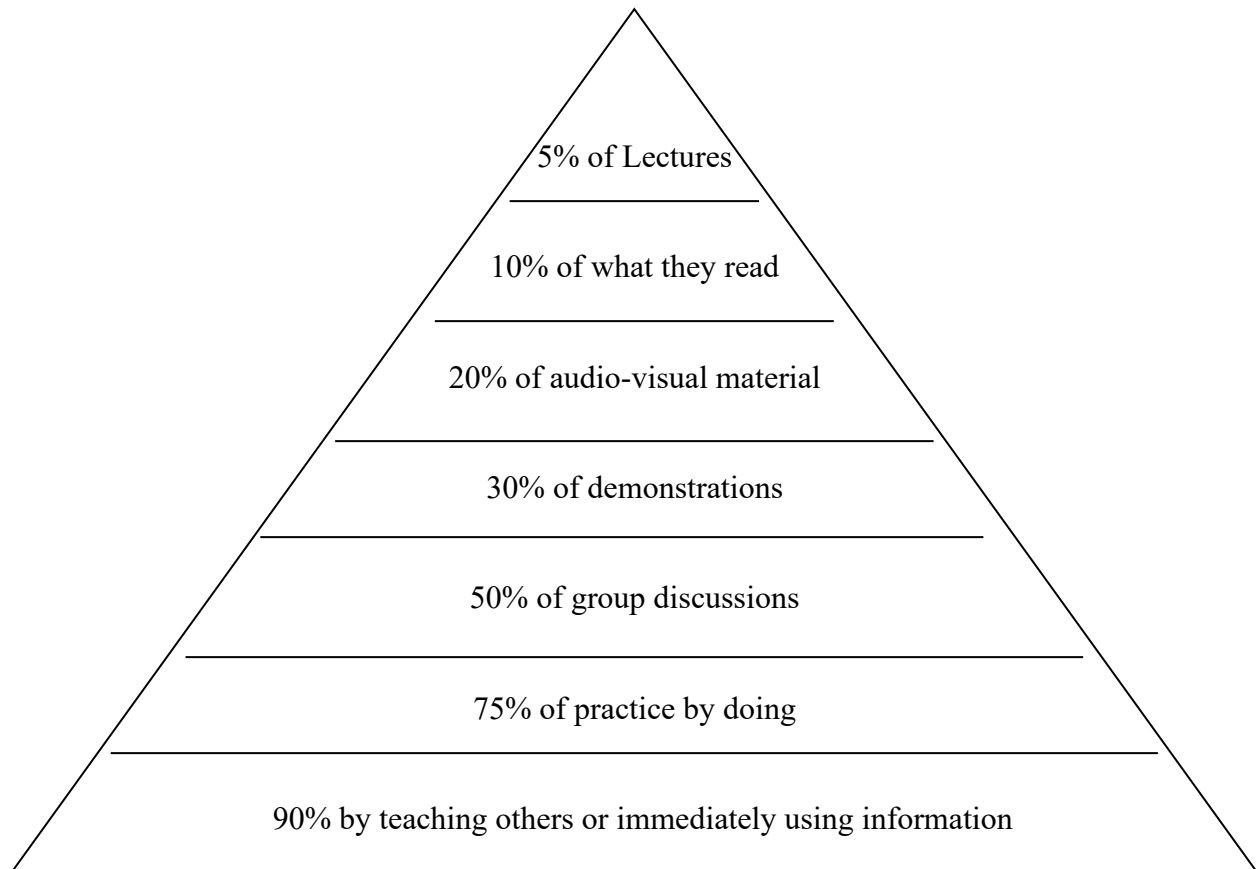 5% of Lectures
10% of what they read
20% of audio-visual material
30% of demonstrations
50% of group discussions
75% of practice by doing
90% by teaching others or immediately using information